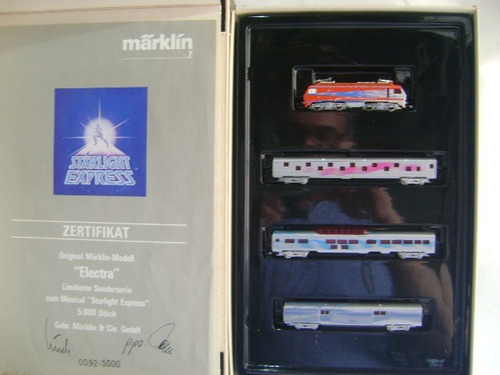 märklin
Z
STARLIGHT
EXPRESS
ZERTIFIKAT
Original Märklin-Modell
"Electra"
Limitierte Sonderserie
zum Musical "Starlight Express"
5.000 Stück
Gebr. Märklin & Cie. GmbH
ppa
0092/5000